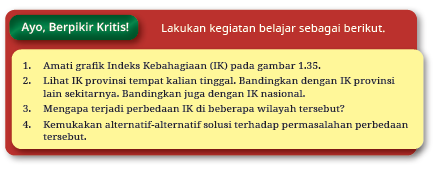 Ayo, Berpikir Kritis!
Lakukan kegiatan belajar sebagai berikut.
1. Amati grafik Indeks Kebahagiaan (IK) pada gambar 1.35.
2. Lihat IK provinsi tempat kalian tinggal. Bandingkan dengan IK provinsi
lain sekitarnya. Bandingkan juga dengan IK nasional.
3. Mengapa terjadi perbedaan IK di beberapa wilayah tersebut?
4. Kemukakan alternatif-alternatif solusi terhadap permasalahan perbedaan
tersebut.